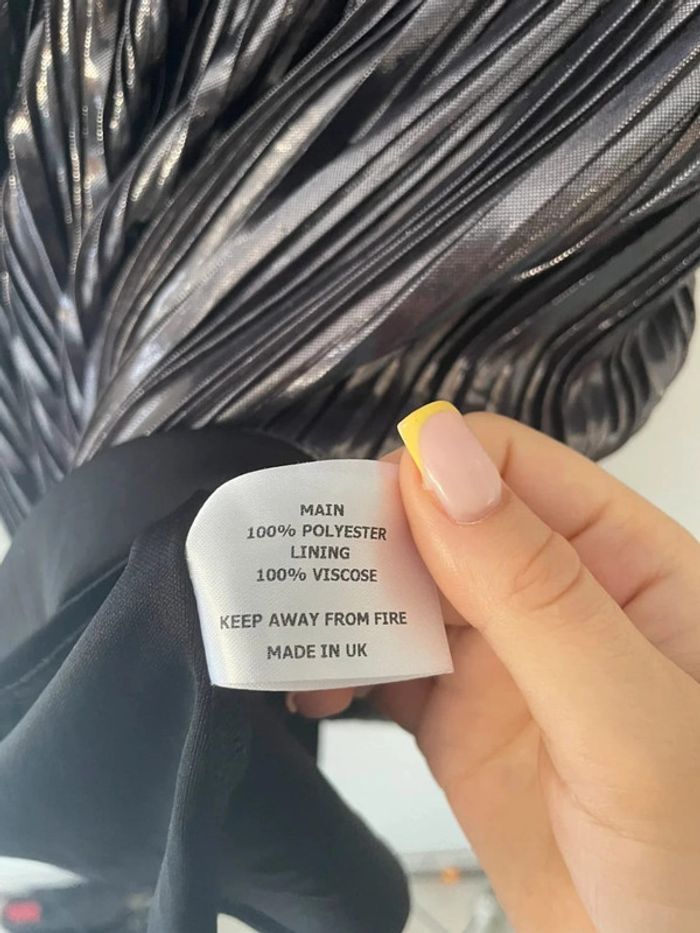 MAIN
100% POLYESTER
LINING
100% VISCOSE
KEEP AWAY FROM FIRE
MADE IN UK